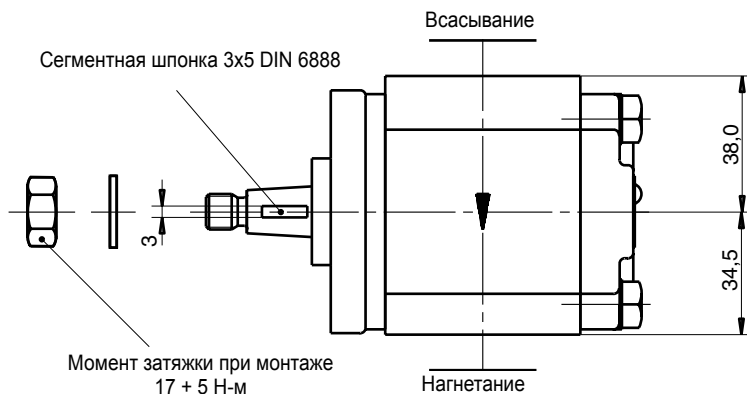 Всасывание
Сегментная шпонка 3x5 DIN 6888
38,0
3
34,5
Момент затяжки при монтаже
17 + 5 Н-м
Нагнетание